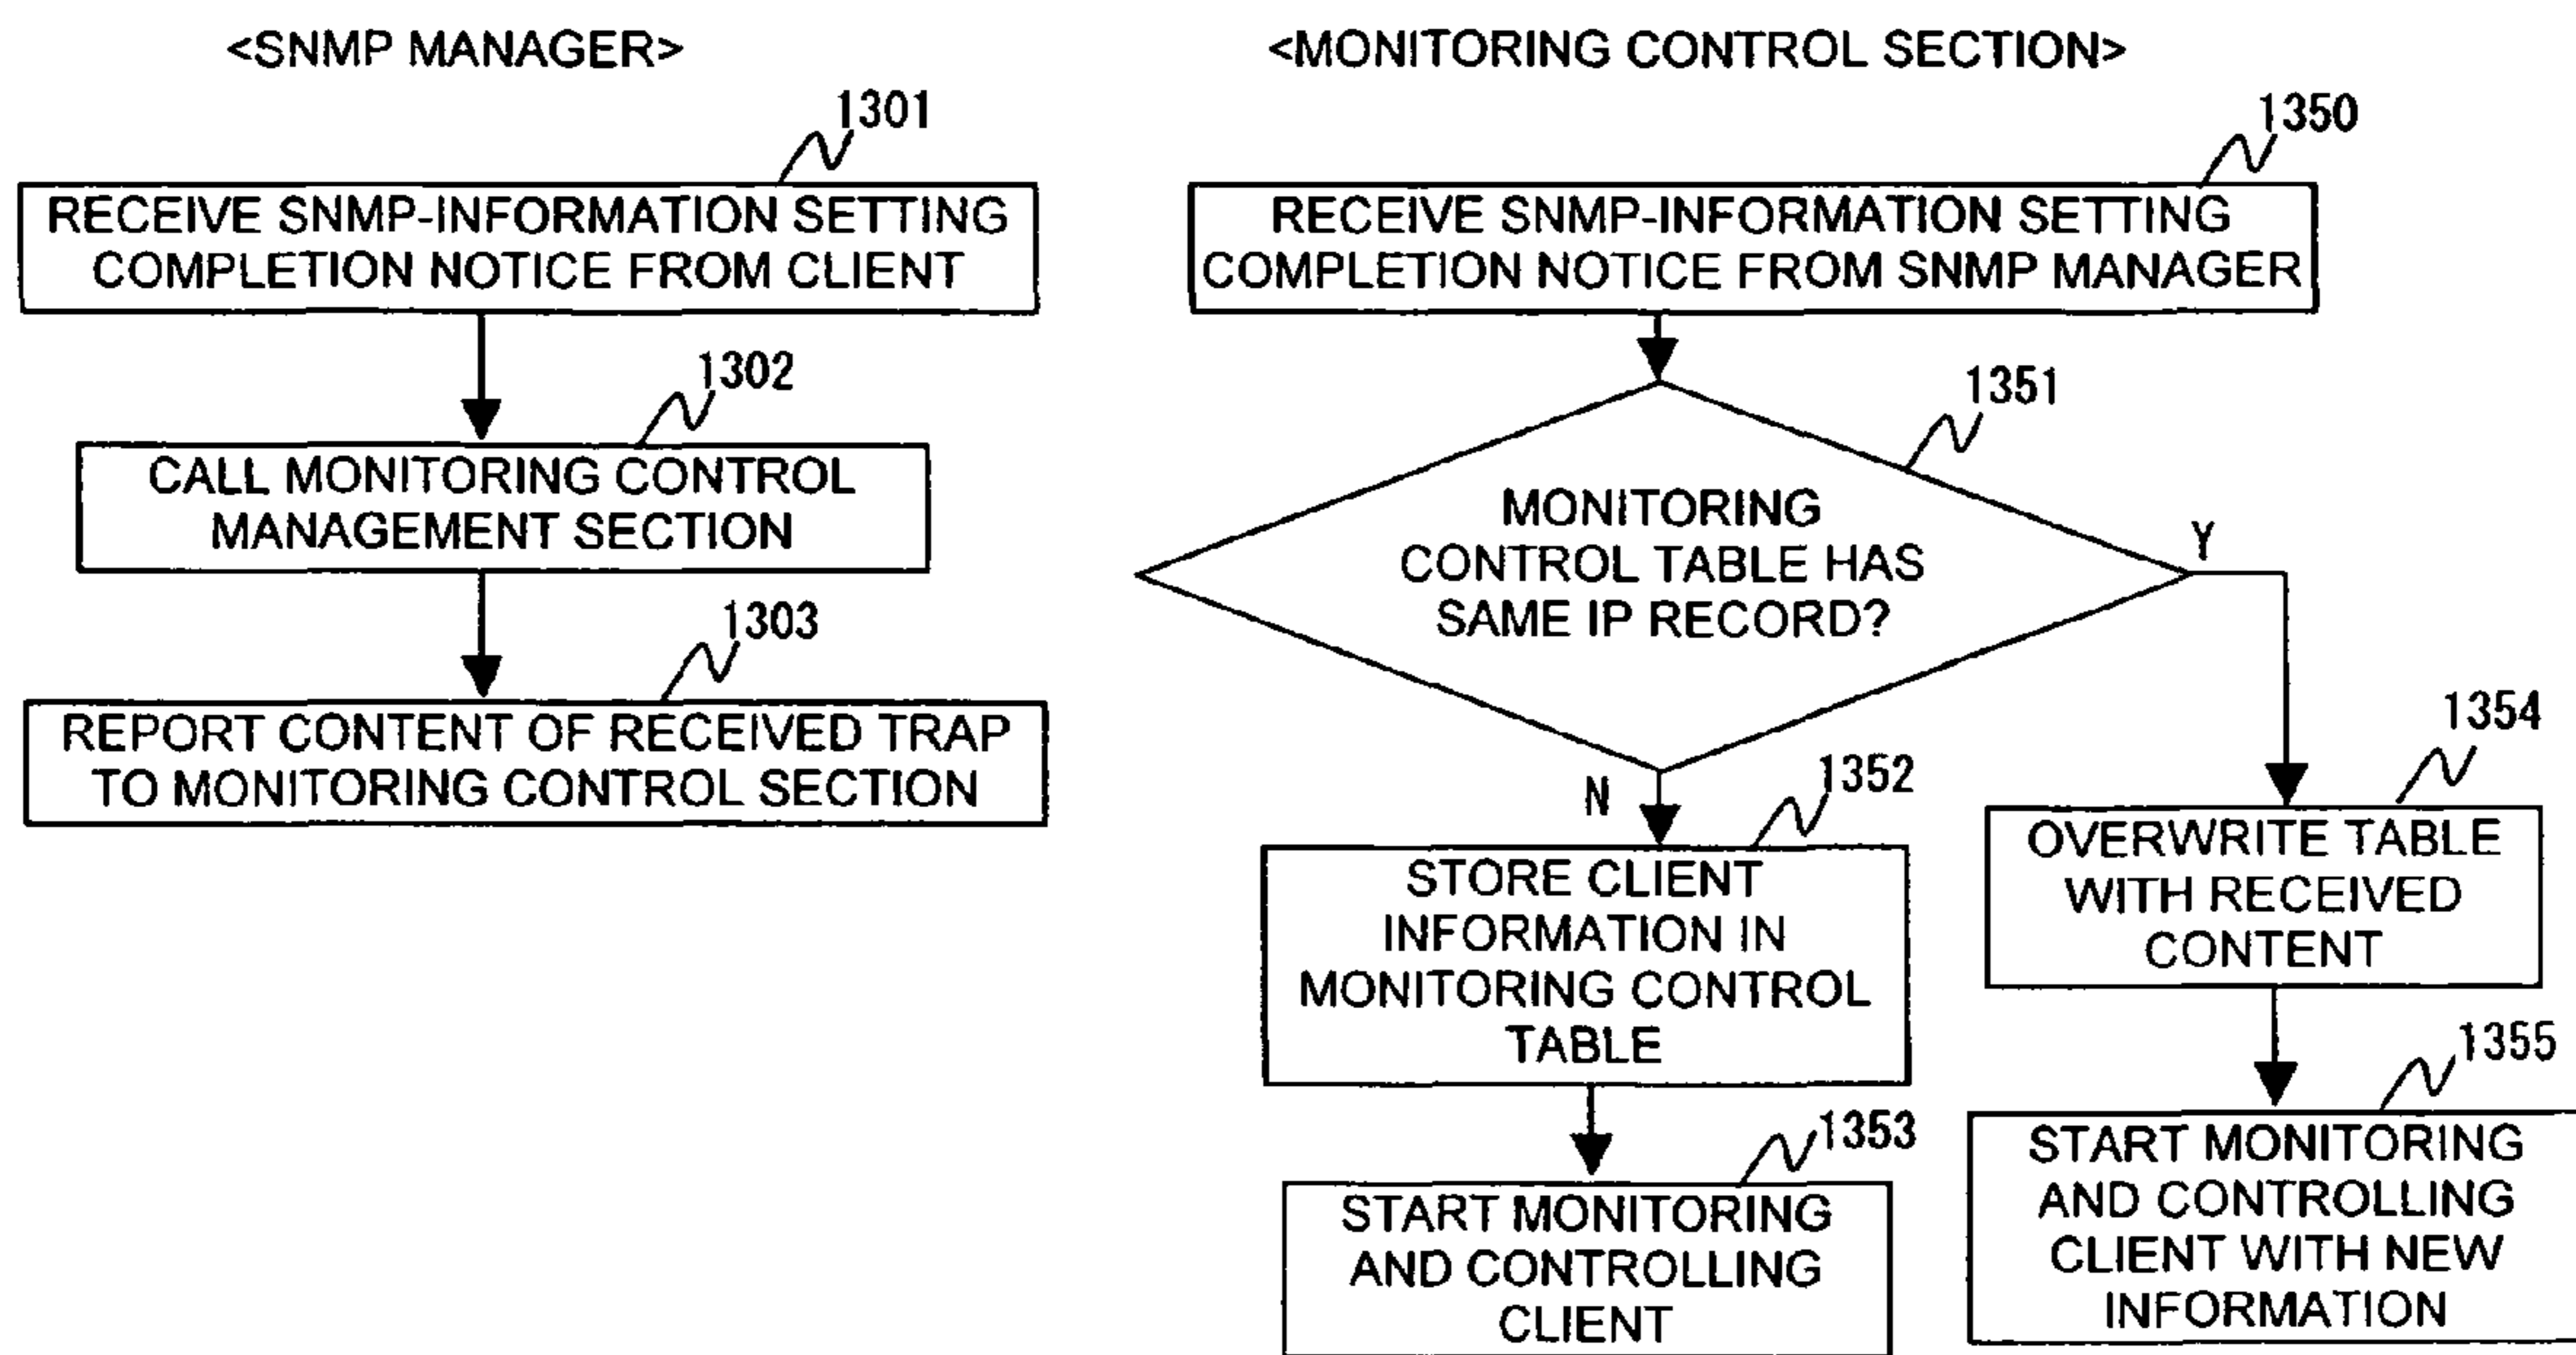 <SNMP MANAGER>
1301
RECEIVE SNMP-INFORMATION SETTING
COMPLETION NOTICE FROM CLIENT
1302
CALL MONITORING CONTROL
MANAGEMENT SECTION
1303
REPORT CONTENT OF RECEIVED TRAP
TO MONITORING CONTROL SECTION
<MONITORING CONTROL SECTION>
1350
RECEIVE SNMP-INFORMATION SETTING
COMPLETION NOTICE FROM SNMP MANAGER
1351
MONITORING
CONTROL TABLE HAS
SAME IP RECORD?
Y
N
1352
STORE CLIENT
INFORMATION IN
MONITORING CONTROL
TABLE
1353
START MONITORING
AND CONTROLLING
CLIENT
1354
OVERWRITE TABLE
WITH RECEIVED
CONTENT
1355
START MONITORING
AND CONTROLLING
CLIENT WITH NEW
INFORMATION